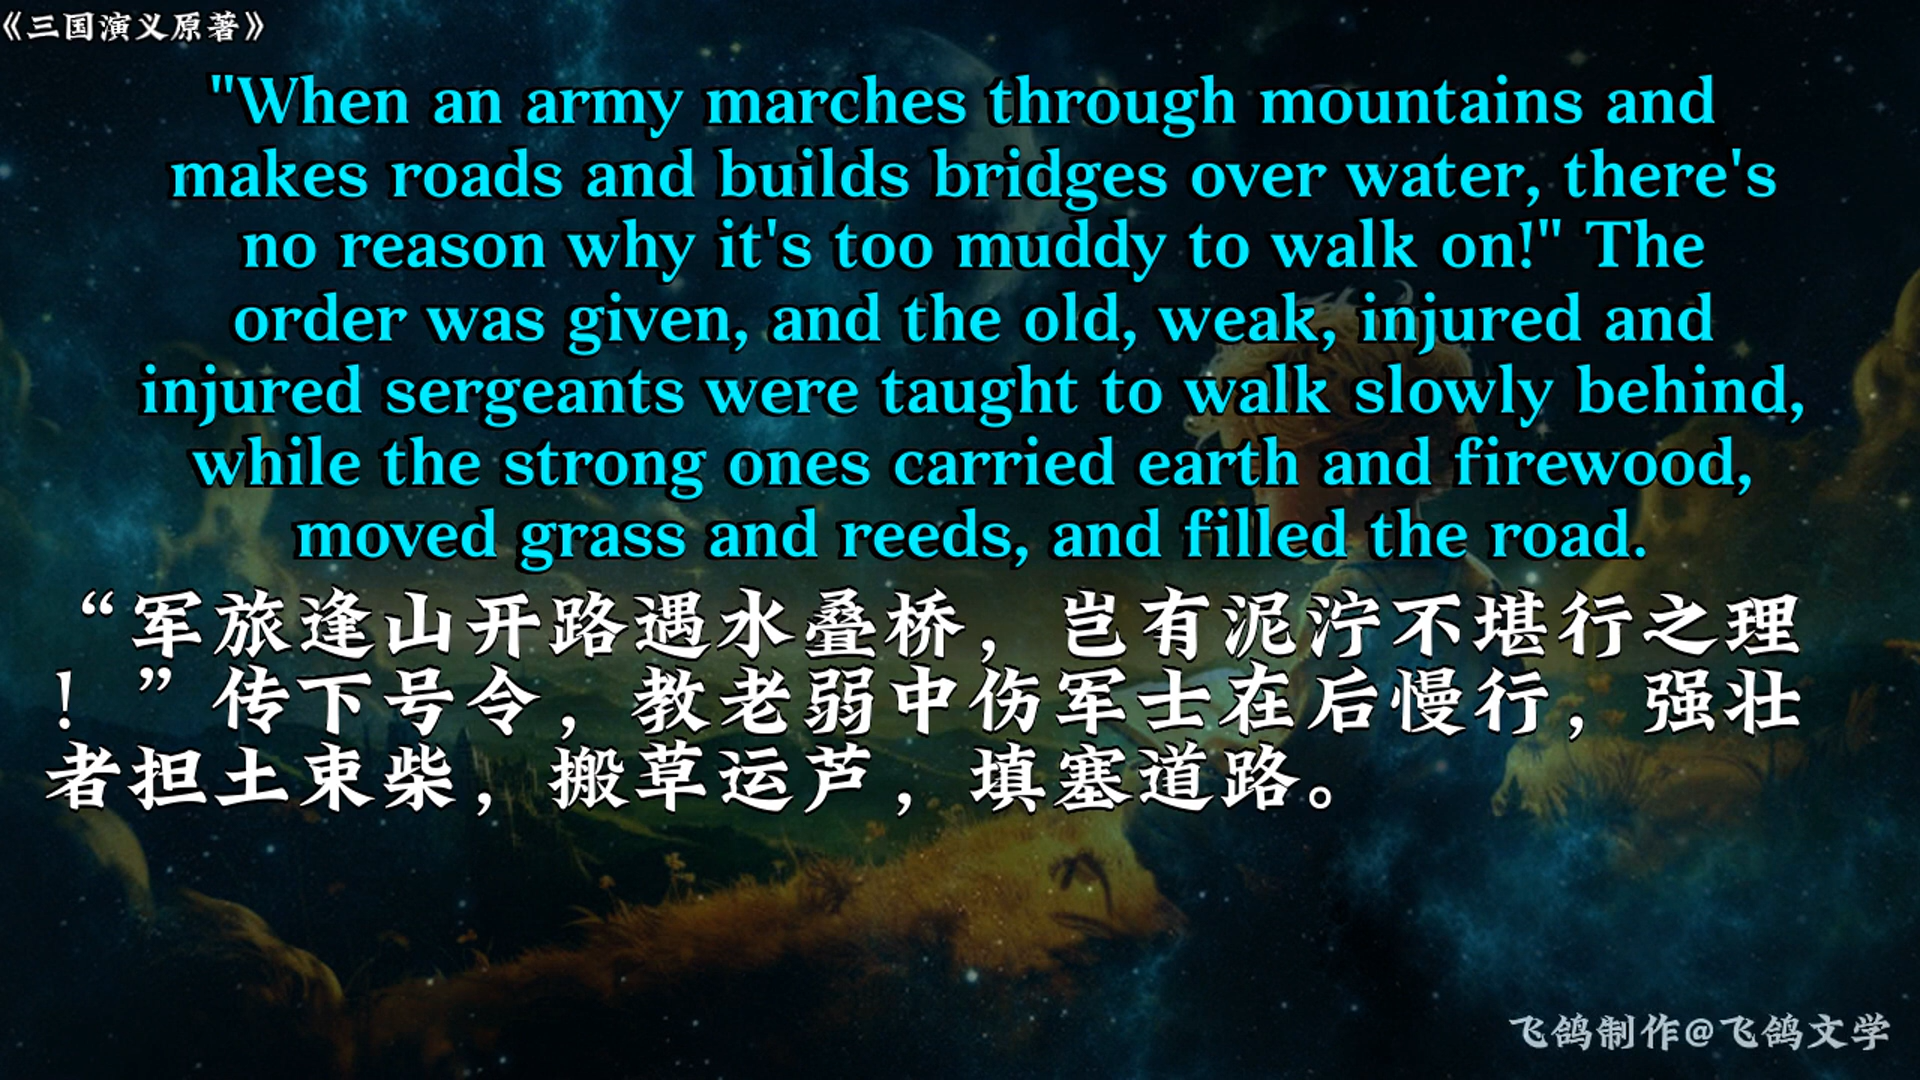 《三国演义原著》
"When an army marches through mountains and
makes roads and builds bridges over water, there's
no reason why it's too muddy to walk on!" The
order was given, and the old, weak, injured and
injured sergeants were taught to walk slowly behind,
while the strong ones carried earth and firewood,
moved grass and reeds, and filled the road.
“军旅逢山开路遇水叠桥，岂有泥泞不堪行之理
！”传下号令，教老弱中伤军士在后慢行，强壮
者担土束柴，搬草运芦，填塞道路。
飞鸽制作@飞鸽文学